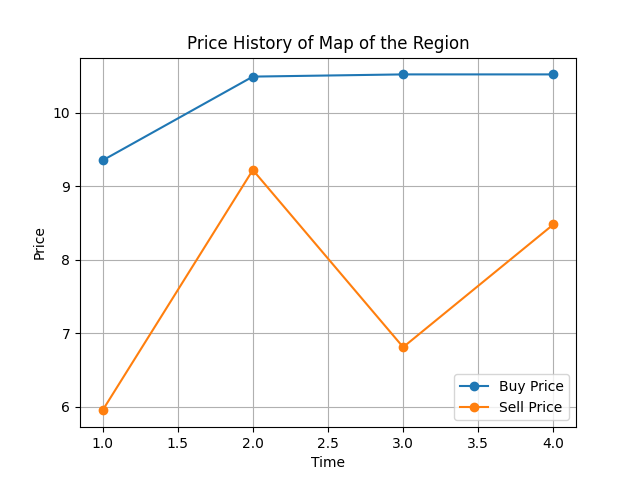 Price History of Map of the Region
Price
10
9
8
7
6
Buy Price
Sell Price
1.0 1.5 2.0 2.5 3.0 3.5 4.0
Time